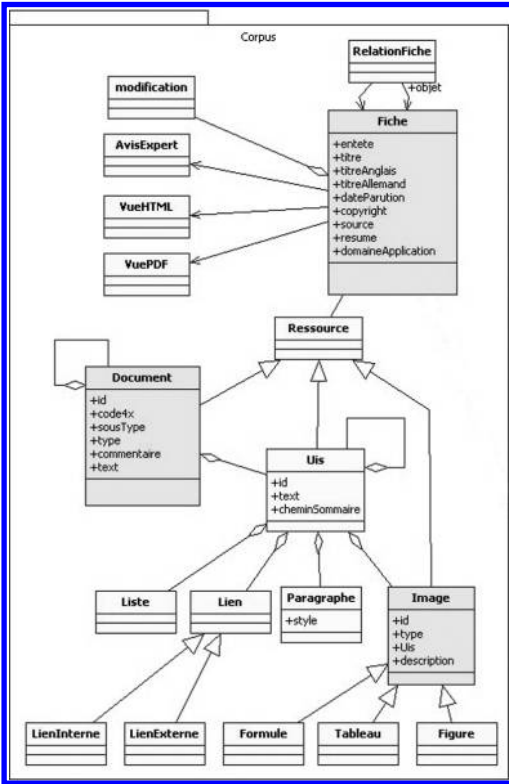 Corpus
RelationFiche
+objet
modification
Fiche
+entete
+titre
+titreAnglais
+titreAllemand
+dateParution
+copyright
+source
+resume
+domaineApplication
AvisExpert
VueHTML
VuePDF
Ressource
Document
+id
+code4x
+sousType
+type
+commentaire
+text
Uis
+id
+text
+cheminSommaire
Liste
Lien
Paragraphe
+style
Image
+id
+type
+Uis
+description
LienInterne
LienExterne
Formule
Tableau
Figure